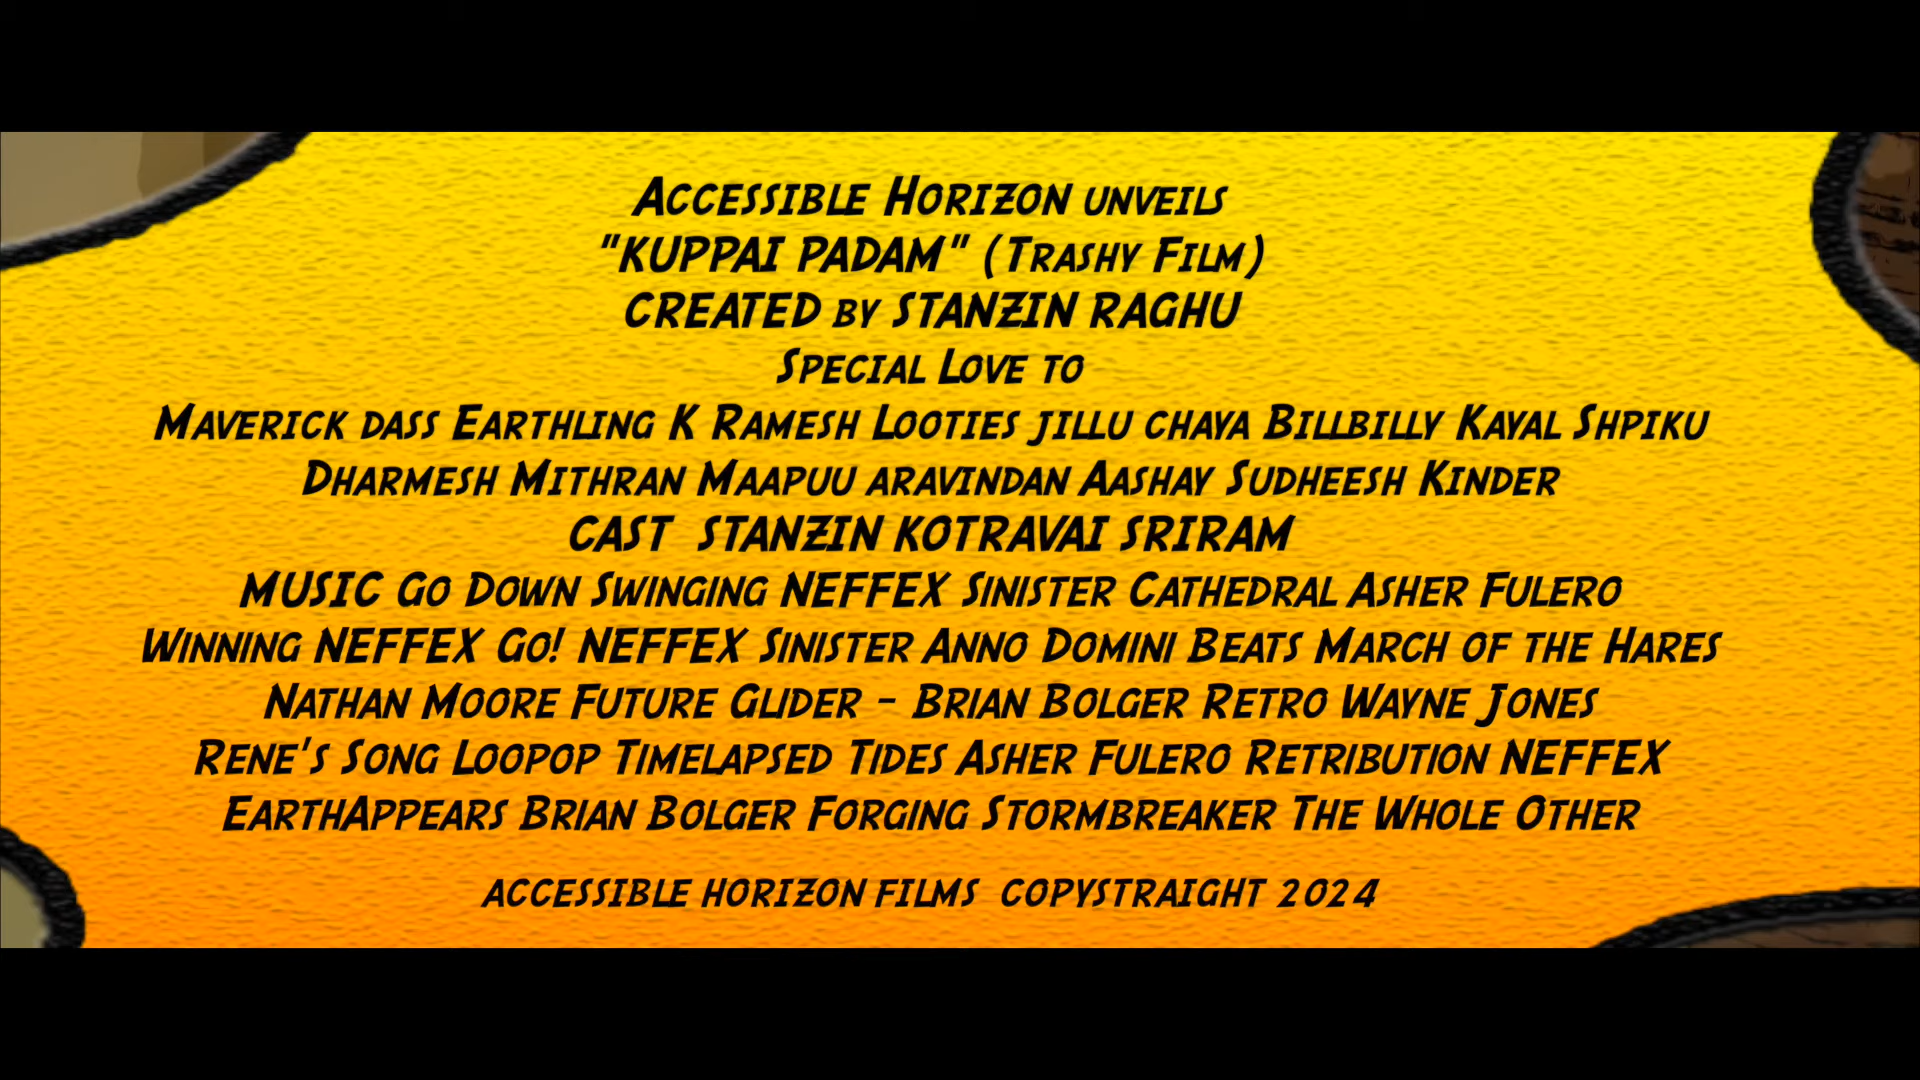 Accessible Horizon unveils
"KUPPAI PADAM" (Trashy Film)
CREATED by STANZIN RAGHU
Special Love to
Maverick dass Earthling K Ramesh Looties jillu chaya Billbilly Kayal Shpiku
Dharmesh Mithran Maapuu aravindan Aashay Sudheesh Kinder
CAST STANZIN KOTRAVAI SRIRAM
MUSIC Go Down Swinging NEFFEX Sinister Cathedral Asher Fulero
Winning NEFFEX Go! NEFFEX Sinister Anno Domini Beats March of the Hares
Nathan Moore Future Glider - Brian Bolger Retro Wayne Jones
Rene's Song Loopop Timelapsed Tides Asher Fulero Retribution NEFFEX
EarthAppears Brian Bolger Forging Stormbreaker The Whole Other
ACCESSIBLE HORIZON FILMS COPYSTRAIGHT 2024